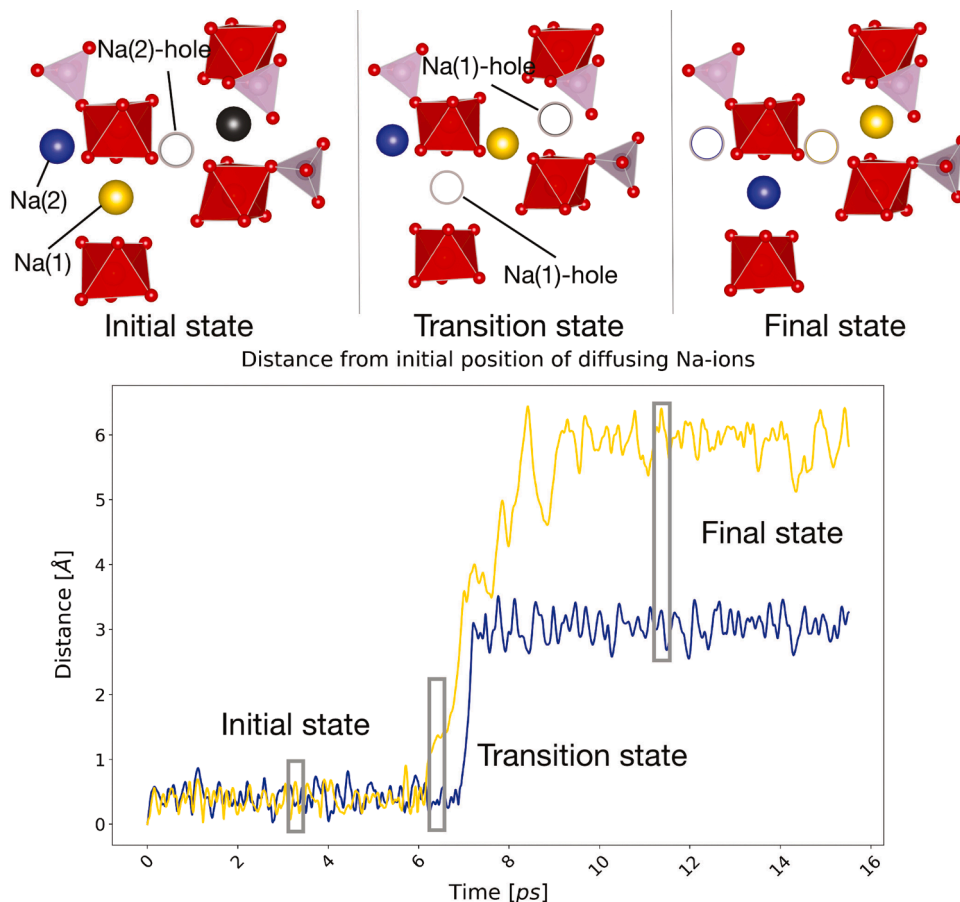 Na(2)-hole
Na(2)
Na(1)
Initial state
Na(1)-hole
Na(1)-hole
Transition state
Final state
Distance from initial position of diffusing Na-ions
Distance [Å]
6
5
4
3
2
1
0
Initial state
Transition state
Final state
0 2 4 6 8 10 12 14 16
Time [ps]